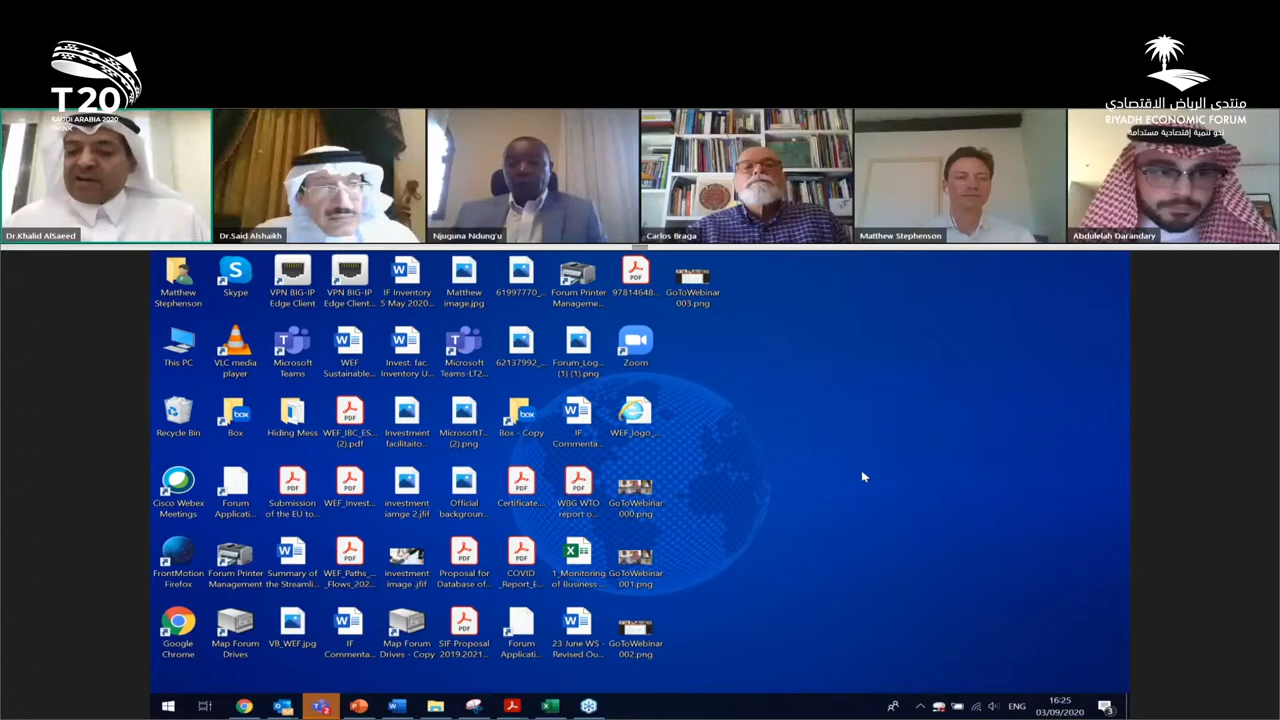 T20
SAUDI ARABIA 2020
THINK
منتدى الرياض الاقتصادي
RIYADH ECONOMIC FORUM
نحو تنمية إقتصادية مستدامة
Dr.Khalid AlSaeed
Dr.Said Alshaikh
Njuguna Ndung'u
Carlos Braga
Matthew Stephenson
Abdulelah Darandary
Matthew
Stephenson
Skype
VPN BIG-IP
Edge Client
VPN BIG-IP
Edge Client...
IF Inventory
5 May 2020...
Matthew
image.jpg
61997770_...
Forum Printer
Manageme...
97814648...
GoToWebinar
003.png
This PC
VLC media
player
Microsoft
Teams
WEF
Sustainable...
Invest. fac.
Inventory U...
Microsoft
Teams-LT2...
62137992_...
Forum_Log...
(1) (1).png
Zoom
Recycle Bin
Box
Hiding Mess
WEF_IBC_ES...
(2).pdf
Investment
facilitaito...
MicrosoftT...
(2).png
Box - Copy
IF
Commenta...
WEF_logo_...
Cisco Webex
Meetings
Forum
Applicati...
Submission
of the EU to...
WEF_Invest...
investment
iamge 2.jfif
Official
backgroun...
Certificate...
WBG WTO
report o...
GoToWebinar
000.png
FrontMotion
Firefox
Forum Printer
Management
Summary of
the Streamli...
WEF_Paths_...
_Flows_202...
investment
image .jfif
Proposal for
Database of...
COVID
_Report_E...
1_Monitoring
of Business ...
GoToWebinar
001.png
Google
Chrome
Map Forum
Drives
VB_WEF.jpg
IF
Commenta...
Map Forum
Drives - Copy
SIF Proposal
2019.2021...
Forum
Applicati...
23 June WS -
Revised Ou...
GoToWebinar
002.png
ENG
16:25
03/09/2020